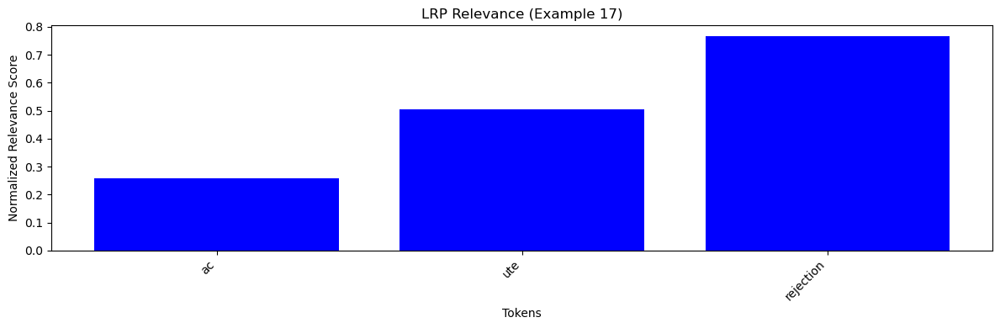 LRP Relevance (Example 17)
Normalized Relevance Score
0.8
0.7
0.6
0.5
0.4
0.3
0.2
0.1
0.0
ac
ute
rejection
Tokens